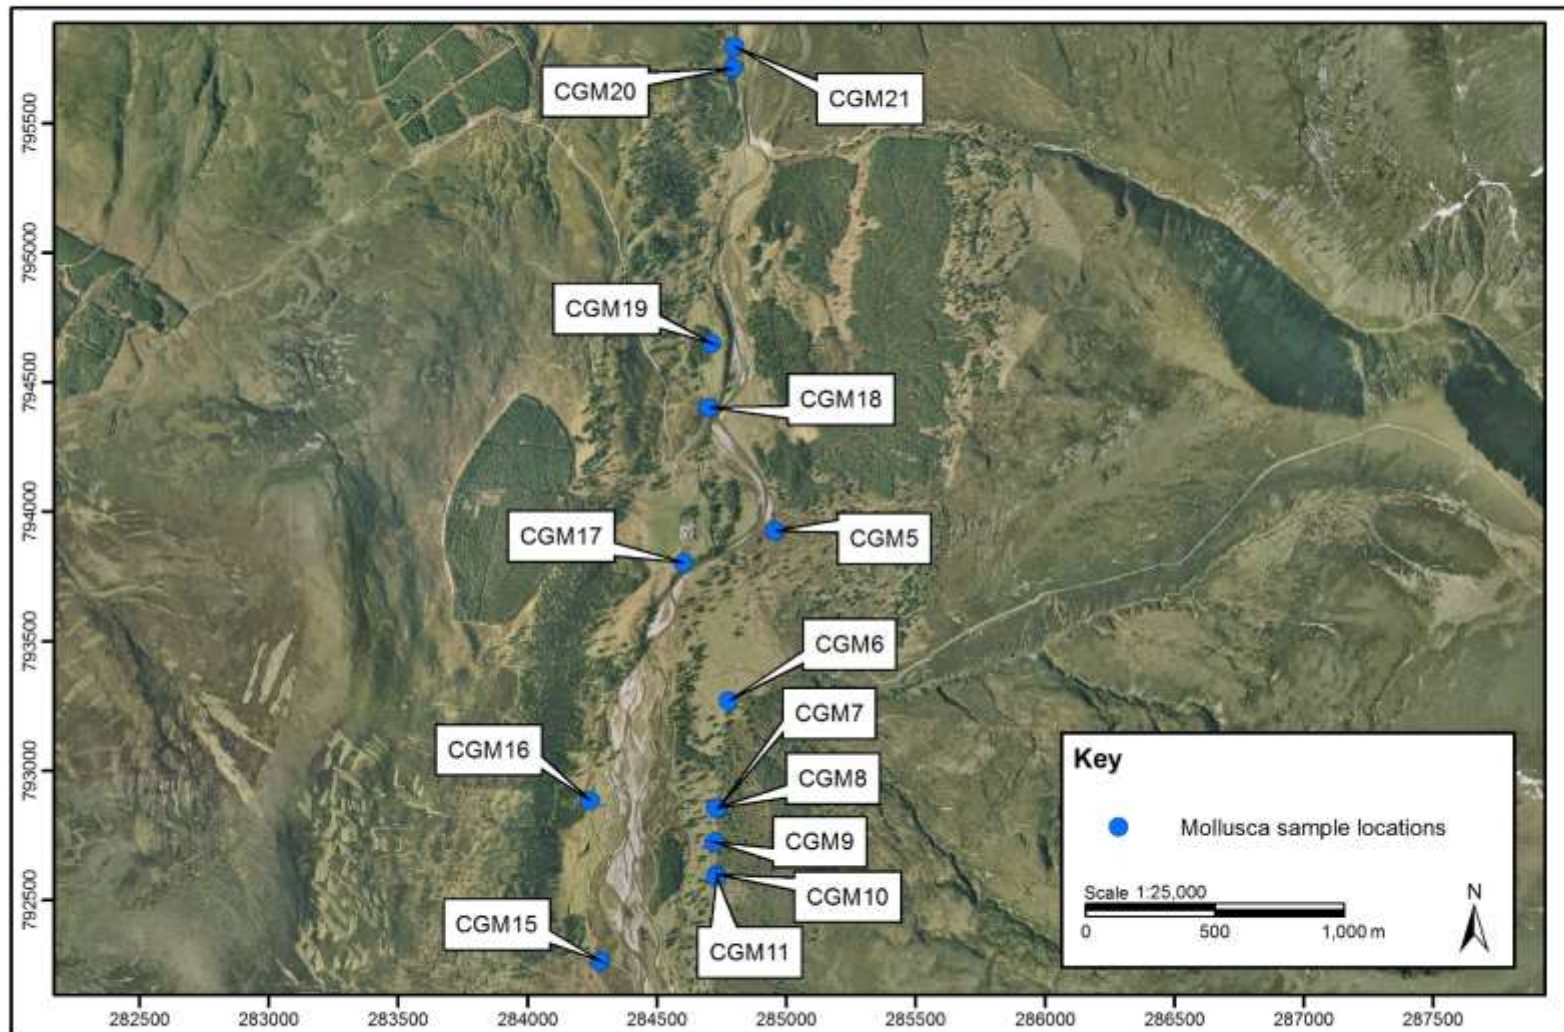 CGM20
CGM21
CGM19
CGM18
CGM17
CGM5
CGM6
CGM7
CGM16
CGM8
CGM9
CGM10
CGM15
CGM11
795500
795000
794500
794000
793500
793000
792500
282500
283000
283500
284000
284500
285000
285500
286000
286500
287000
287500
Key
Mollusca sample locations
Scale 1:25,000
0 500 1,000 m
N